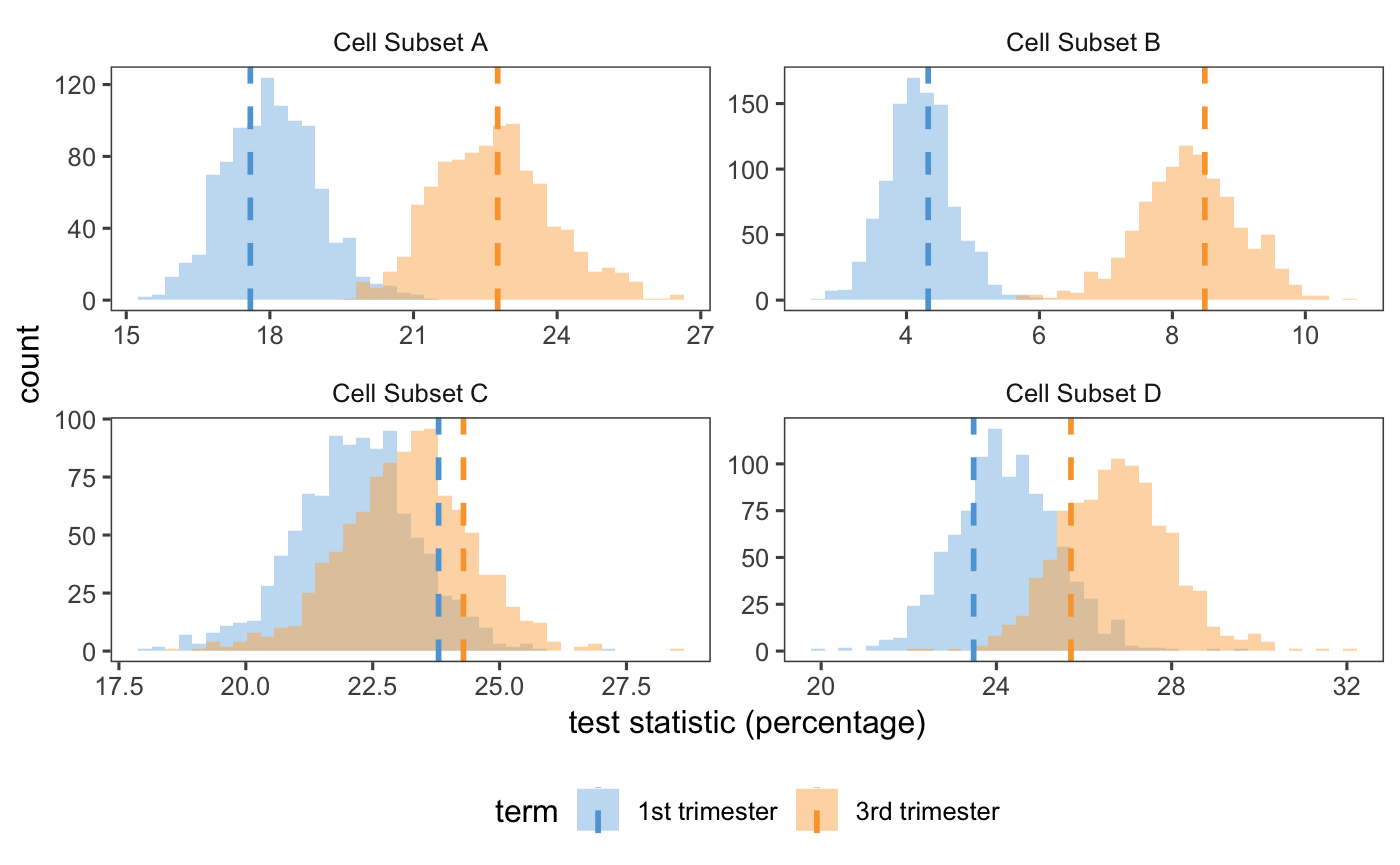 Cell Subset A
Cell Subset B
120
80
40
0
15 18 21 24 27
150
100
50
0
4 6 8 10
count
Cell Subset C
Cell Subset D
100
75
50
25
0
17.5 20.0 22.5 25.0 27.5
100
75
50
25
0
20 24 28 32
test statistic (percentage)
term 1st trimester 3rd trimester